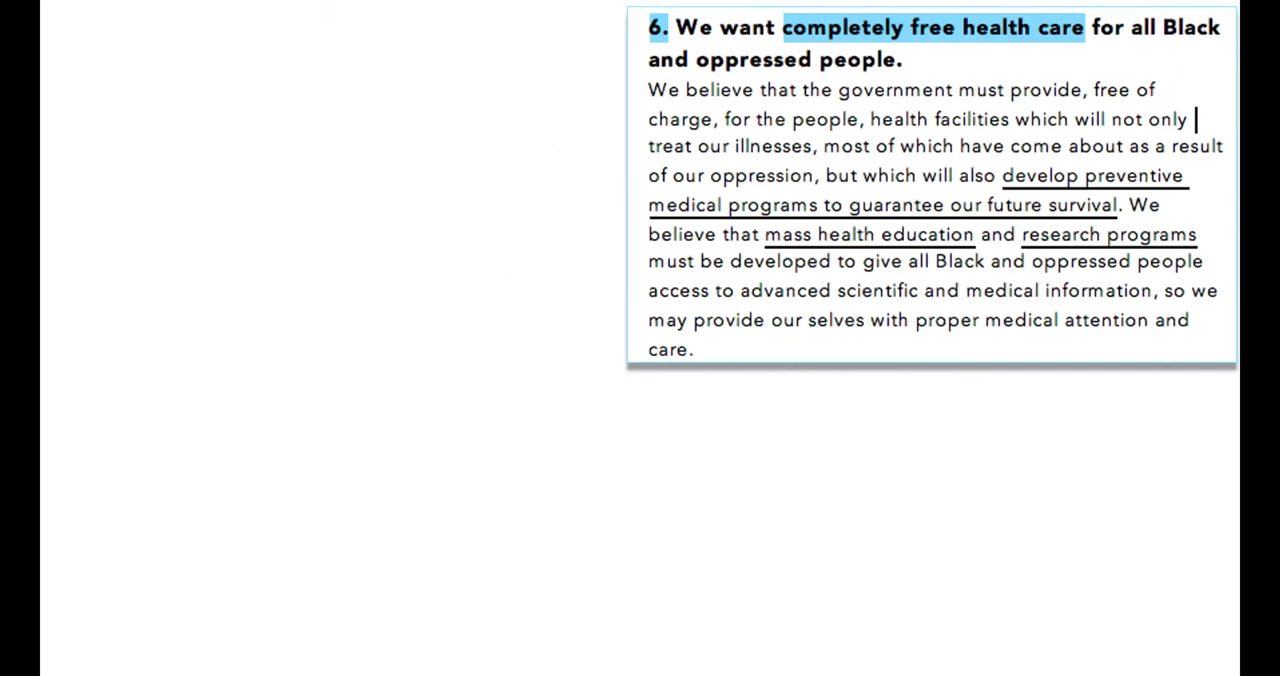 6. We want completely free health care for all Black
and oppressed people.
We believe that the government must provide, free of
charge, for the people, health facilities which will not only
treat our illnesses, most of which have come about as a result
of our oppression, but which will also develop preventive
medical programs to guarantee our future survival. We
believe that mass health education and research programs
must be developed to give all Black and oppressed people
access to advanced scientific and medical information, so we
may provide our selves with proper medical attention and
care.